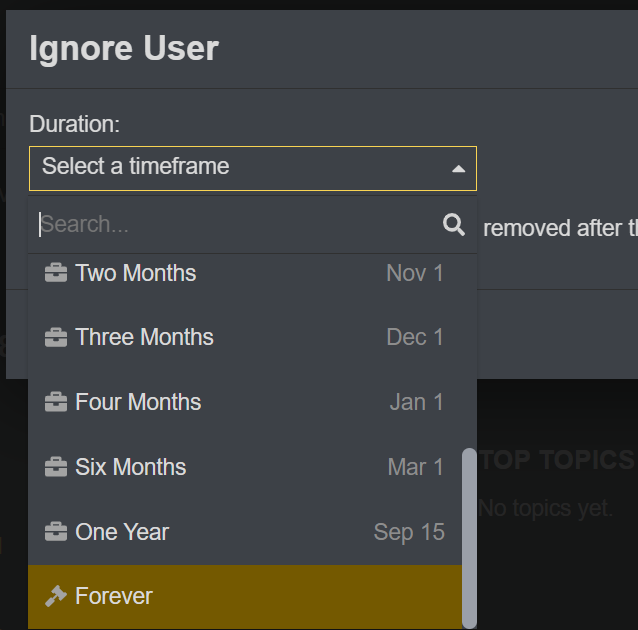 Ignore User
Duration:
Select a timeframe
Search...
removed after
Two Months Nov 1
Three Months Dec 1
Four Months Jan 1
TOP TOPICS
Six Months Mar 1
No topics yet.
One Year Sep 15
Forever